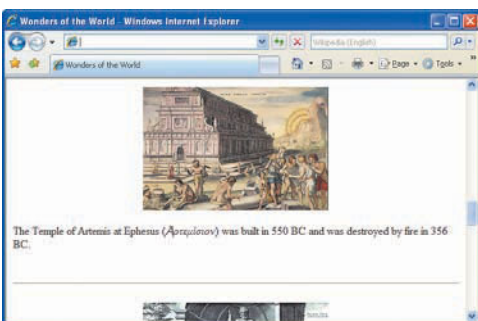 Wonders of the World - Windows Internet Explorer
Wikipedia (English)
Wonders of the World
Page
Tools
The Temple of Artemis at Ephesus (Ἀρτεμίσιον) was built in 550 BC and was destroyed by fire in 356
BC.